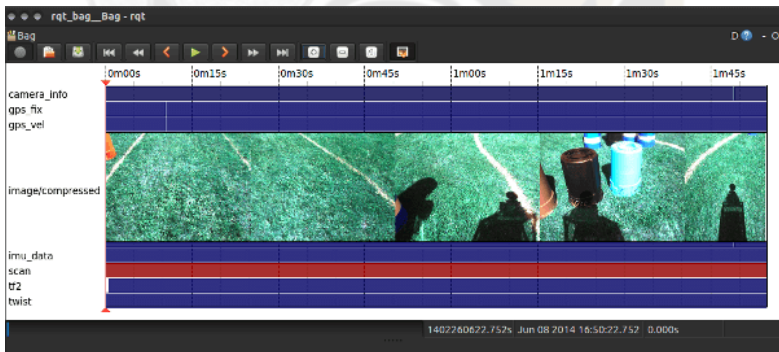 rqt_bag__Bag - rqt
Bag
D - O
0m00s 0m15s 0m30s 0m45s 1m00s 1m15s 1m30s 1m45s
camera_info
gps_fix
gps_vel
image/compressed
imu_data
scan
tf2
twist
1402260622.752s Jun 08 2014 16:50:22.752 0.000s